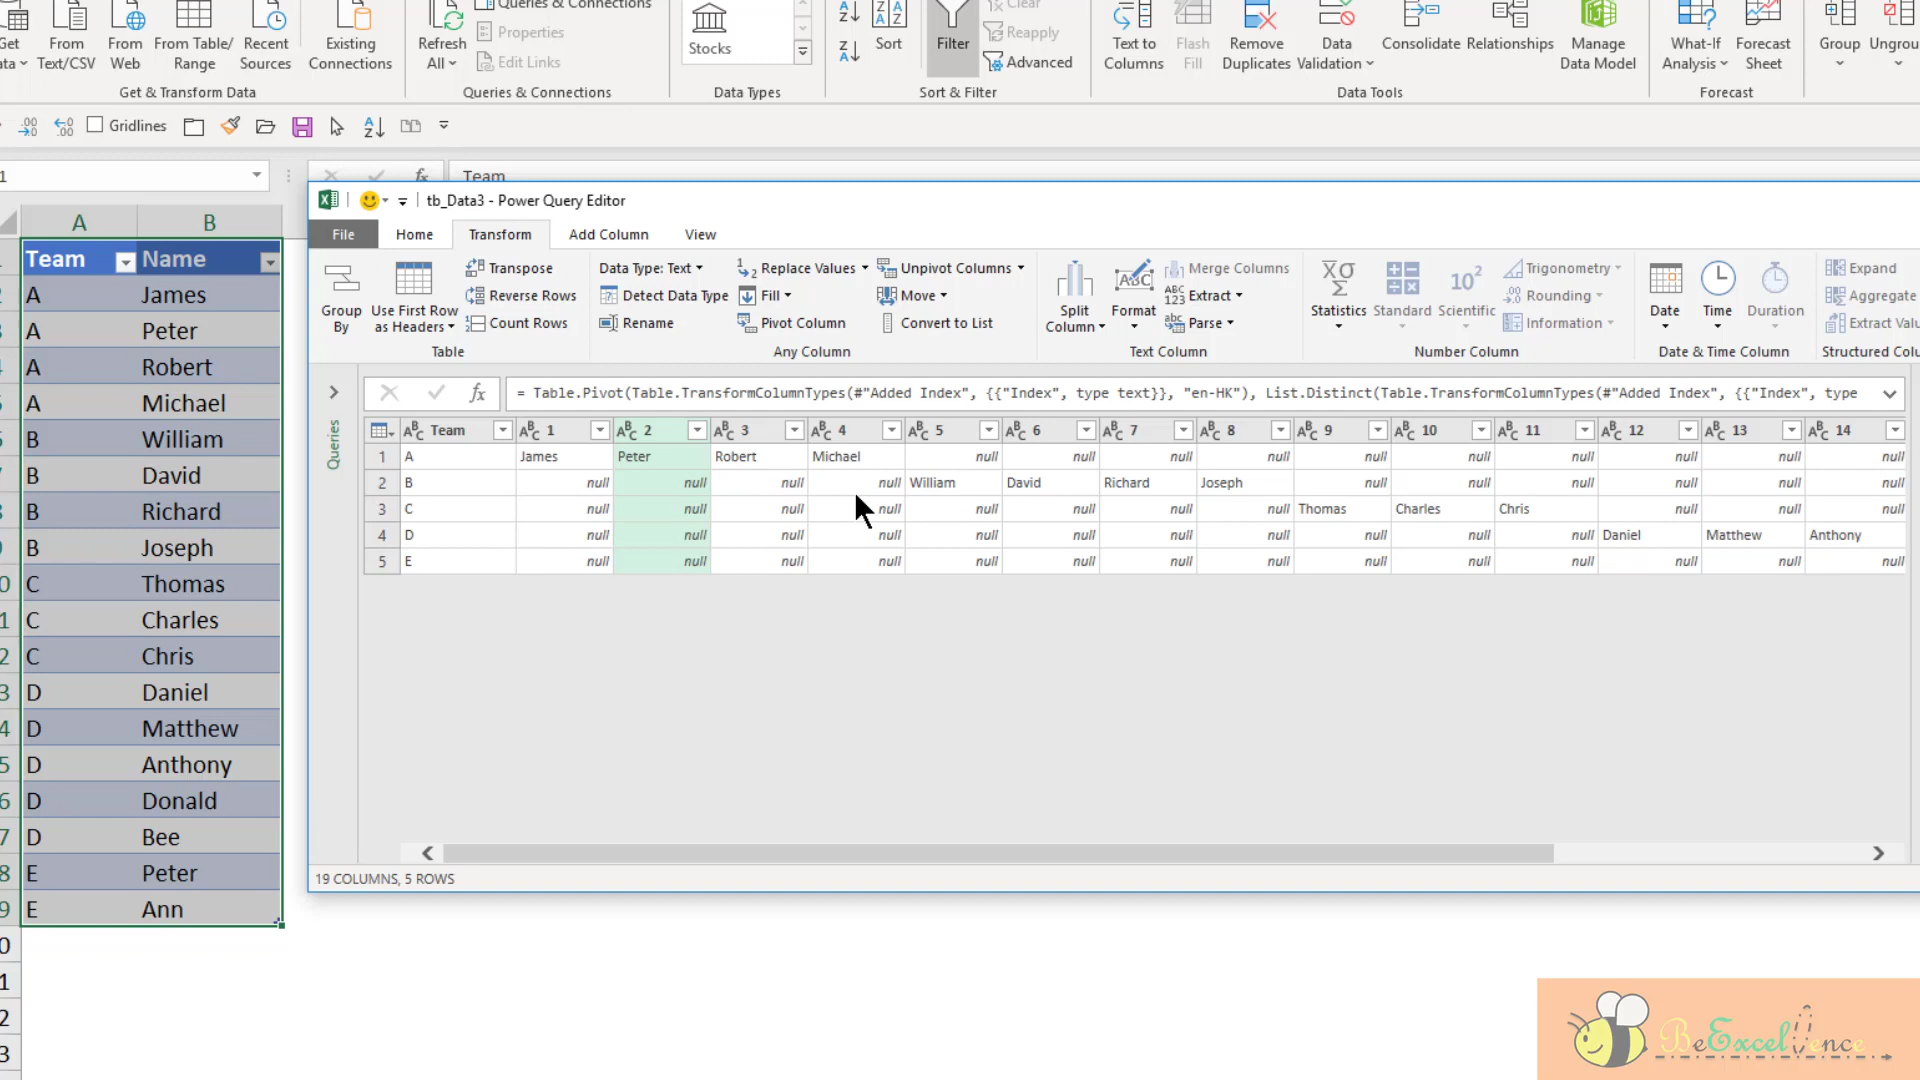 Queries & Connections
Clear
Get
Data
From
Text/CSV
From
Web
From Table/
Range
Recent
Sources
Existing
Connections
Refresh
All
Properties
Edit Links
Stocks
Sort
Filter
Reapply
Advanced
Text to
Columns
Flash
Fill
Remove
Duplicates
Data
Validation
Consolidate
Relationships
Manage
Data Model
What-If
Analysis
Forecast
Sheet
Group
Ungrou
Get & Transform Data
Queries & Connections
Data Types
Sort & Filter
Data Tools
Forecast
Gridlines
1
fx
Team
A
B
tb_Data3 - Power Query Editor
File
Home
Transform
Add Column
View
Group
By
Use First Row
as Headers
Transpose
Reverse Rows
Count Rows
Table
Data Type: Text
Detect Data Type
Rename
Replace Values
Fill
Pivot Column
Unpivot Columns
Move
Convert to List
Any Column
Split
Column
Format
Merge Columns
Extract
Parse
Text Column
Statistics
Standard
Scientific
Trigonometry
Rounding
Information
Number Column
Date
Time
Duration
Date & Time Column
Expand
Aggregate
Extract Valu
Structured Col
Queries
fx
= Table.Pivot(Table.TransformColumnTypes(#"Added Index", {{"Index", type text}}, "en-HK"), List.Distinct(Table.TransformColumnTypes(#"Added Index", {{"Index", type
Team 1 2 3 4 5 6 7 8 9 10 11 12 13 14
1 A James Peter Robert Michael null null null null null null null null null null
2 B null null null null William David Richard Joseph null null null null null null
3 C null null null null null null null null Thomas Charles Chris null null null
4 D null null null null null null null null null null null Daniel Matthew Anthony
5 E null null null null null null null null null null null null null null
19 COLUMNS, 5 ROWS
Team Name
A James
A Peter
A Robert
A Michael
B William
B David
B Richard
B Joseph
C Thomas
C Charles
C Chris
D Daniel
D Matthew
D Anthony
D Donald
D Bee
E Peter
E Ann
BeExcellence